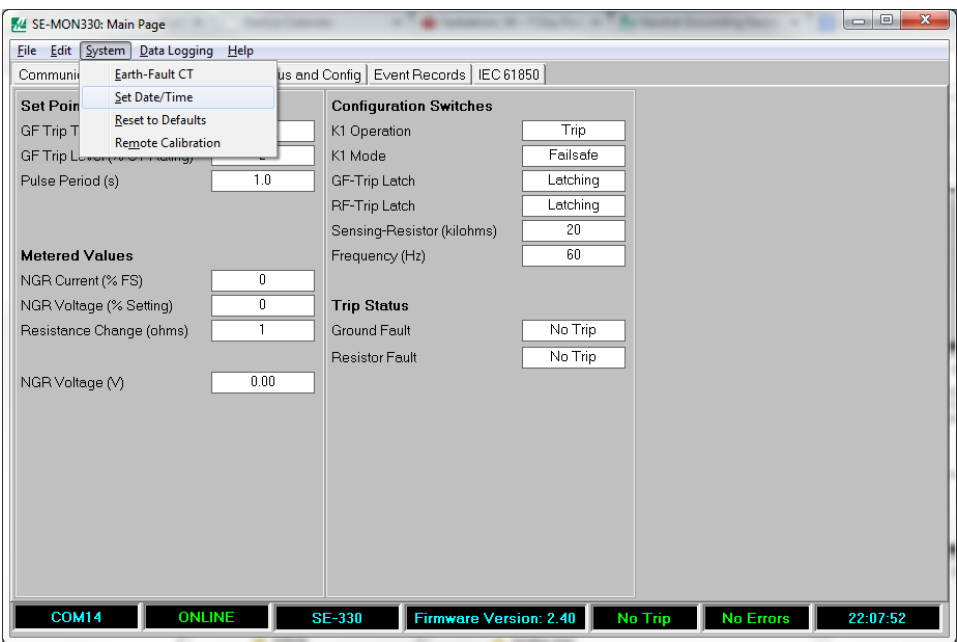 SE-MON330: Main Page
File Edit System Data Logging Help
Earth-Fault CT
Set Date/Time
Reset to Defaults
Remote Calibration
us and Config Event Records IEC 61850
Set Poin
GF Trip T
Pulse Period (s) 1.0
Metered Values
NGR Current (% FS) 0
NGR Voltage (% Setting) 0
Resistance Change (ohms) 1
NGR Voltage (V) 0.00
Configuration Switches
K1 Operation Trip
K1 Mode Failsafe
GF-Trip Latch Latching
RF-Trip Latch Latching
Sensing-Resistor (kilohms) 20
Frequency (Hz) 60
Trip Status
Ground Fault No Trip
Resistor Fault No Trip
COM14 ONLINE SE-330 Firmware Version: 2.40 No Trip No Errors 22:07:52